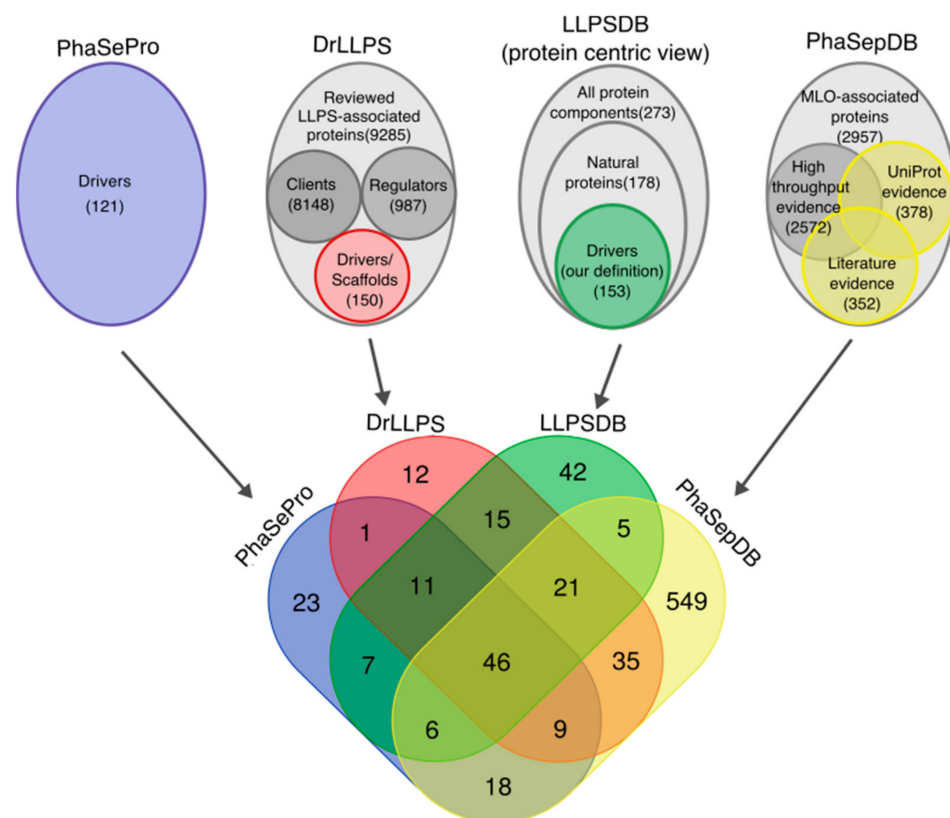 PhaSePro
Drivers
(121)
DrLLPS
Reviewed
LLPS-associated
proteins(9285)
Clients
(8148)
Regulators
(987)
Drivers/
Scaffolds
(150)
LLPSDB
(protein centric view)
All protein
components(273)
Natural
proteins(178)
Drivers
(our definition)
(153)
PhaSepDB
MLO-associated
proteins
(2957)
High
throughput
evidence
(2572)
UniProt
evidence
(378)
Literature
evidence
(352)
DrLLPS
LLPSDB
PhaSePro
PhaSepDB
12
42
1
15
5
23
11
21
549
7
46
35
6
9
18